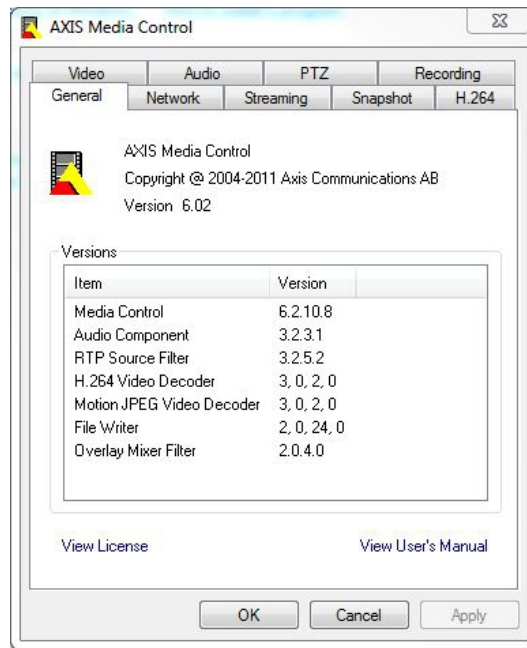 AXIS Media Control
Video Audio PTZ Recording
General Network Streaming Snapshot H.264
AXIS Media Control
Copyright @ 2004-2011 Axis Communications AB
Version 6.02
Versions
Item Version
Media Control 6.2.10.8
Audio Component 3.2.3.1
RTP Source Filter 3.2.5.2
H.264 Video Decoder 3, 0, 2, 0
Motion JPEG Video Decoder 3, 0, 2, 0
File Writer 2, 0, 24, 0
Overlay Mixer Filter 2.0.4.0
View License View User's Manual
OK Cancel Apply